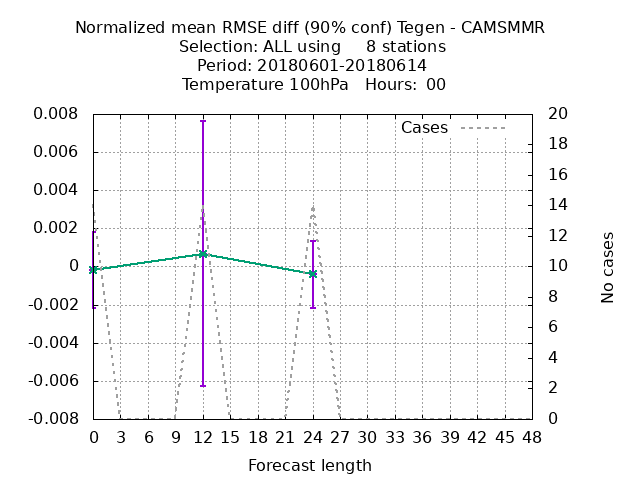 Normalized mean RMSE diff (90% conf) Tegen - CAMSMMR
Selection: ALL using     8 stations
Period: 20180601-20180614
Temperature 100hPa   Hours:  00
0.008
0.006
0.004
0.002
0
-0.002
-0.004
-0.006
-0.008
Cases
20
18
16
14
12
10
8
6
4
2
0
No cases
0 3 6 9 12 15 18 21 24 27 30 33 36 39 42 45 48
Forecast length